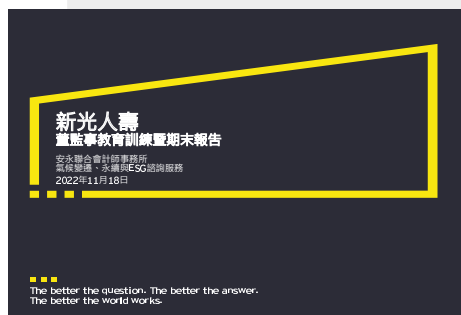 新光人壽
董監事教育訓練暨期末報告
安永聯合會計師事務所
氣候變遷、永續與ESG諮詢服務
2022年11月18日
The better the question. The better the answer.
The better the world works.